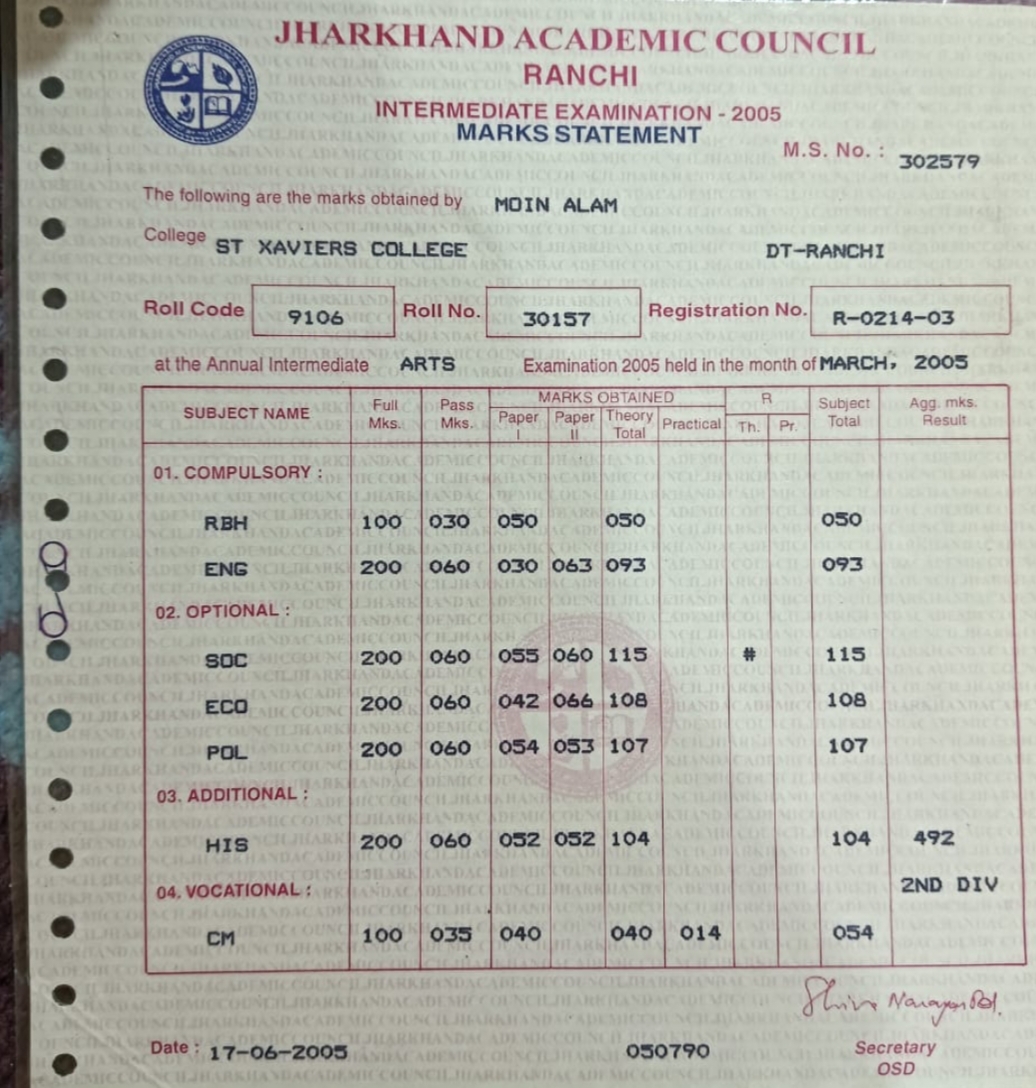 JHARKHAND ACADEMIC COUNCIL
RANCHI
INTERMEDIATE EXAMINATION - 2005
MARKS STATEMENT
M.S. No. : 302579
The following are the marks obtained by MOIN ALAM
College ST XAVIERS COLLEGE DT-RANCHI
Roll Code 9106 Roll No. 30157 Registration No. R-0214-03
at the Annual Intermediate ARTS Examination 2005 held in the month of MARCH, 2005
SUBJECT NAME Full Mks. Pass Mks. MARKS OBTAINED Paper I Paper II Theory Total Practical R Th. Pr. Subject Total Agg. mks. Result
01. COMPULSORY :
RBH 100 030 050 050 050
ENG 200 060 030 063 093 093
02. OPTIONAL :
SOC 200 060 055 060 115 # 115
ECO 200 060 042 066 108 108
POL 200 060 054 053 107 107
03. ADDITIONAL :
HIS 200 060 052 052 104 104 492
04. VOCATIONAL : 2ND DIV
CM 100 035 040 040 014 054
Date : 17-06-2005 050790 Secretary
OSD